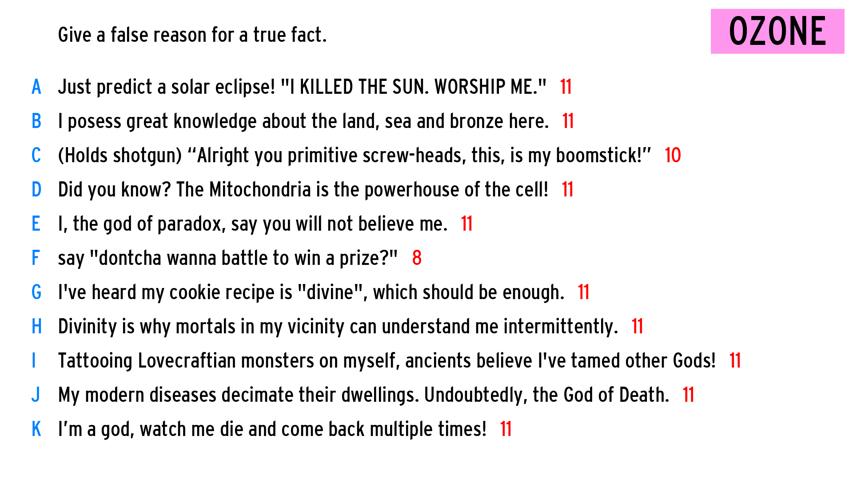 Give a false reason for a true fact.
OZONE
A Just predict a solar eclipse! "I KILLED THE SUN. WORSHIP ME." 11
B I posess great knowledge about the land, sea and bronze here. 11
C (Holds shotgun) “Alright you primitive screw-heads, this, is my boomstick!” 10
D Did you know? The Mitochondria is the powerhouse of the cell! 11
E I, the god of paradox, say you will not believe me. 11
F say "dontcha wanna battle to win a prize?" 8
G I've heard my cookie recipe is "divine", which should be enough. 11
H Divinity is why mortals in my vicinity can understand me intermittently. 11
I Tattooing Lovecraftian monsters on myself, ancients believe I've tamed other Gods! 11
J My modern diseases decimate their dwellings. Undoubtedly, the God of Death. 11
K I’m a god, watch me die and come back multiple times! 11